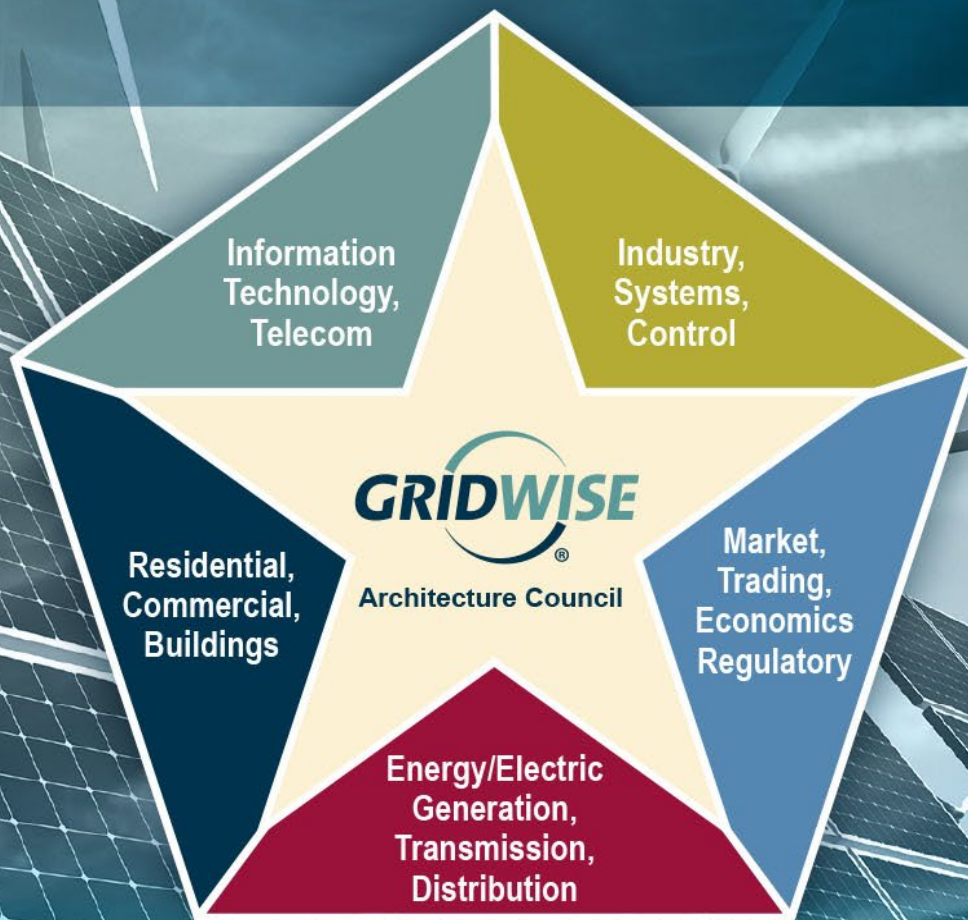 Information
Technology,
Telecom
Industry,
Systems,
Control
GRIDWISE
®
Architecture Council
Residential,
Commercial,
Buildings
Market,
Trading,
Economics
Regulatory
Energy/Electric
Generation,
Transmission,
Distribution